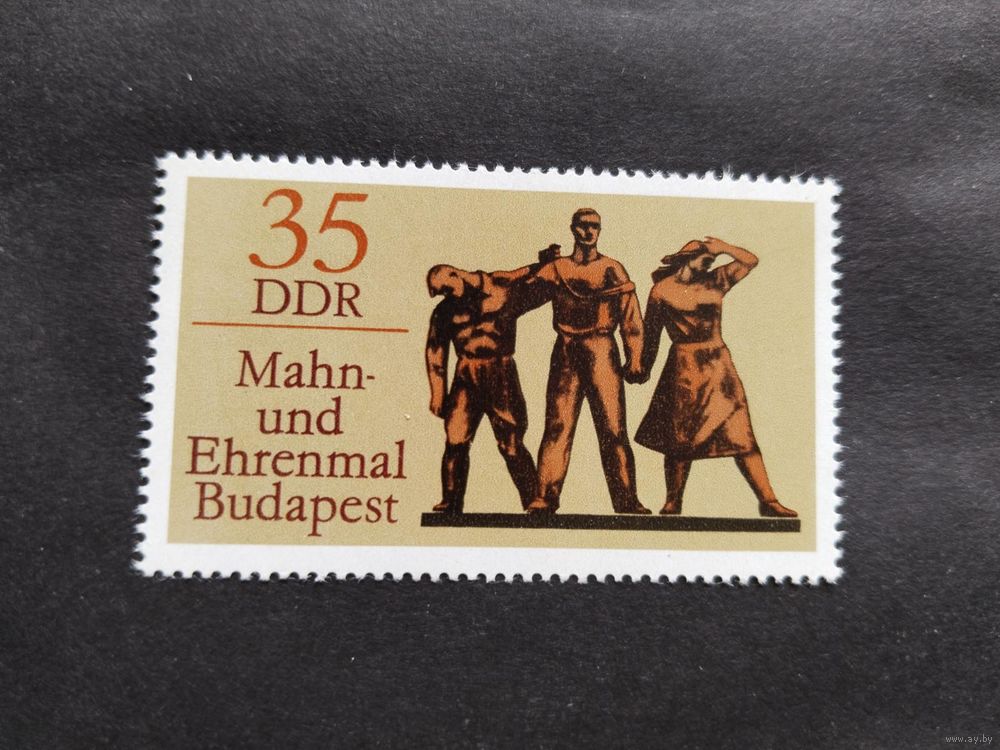 35
DDR
Mahn-
und
Ehrenmal
Budapest
www.ay.by